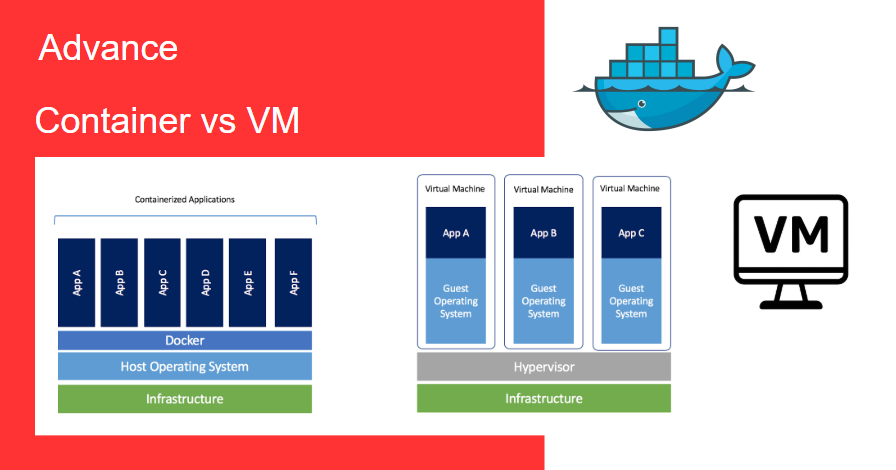 Advance
Container vs VM
Containerized Applications
App A
App B
App C
App D
App E
App F
Docker
Host Operating System
Infrastructure
Virtual Machine
Virtual Machine
Virtual Machine
App A
App B
App C
Guest
Operating
System
Guest
Operating
System
Guest
Operating
System
Hypervisor
Infrastructure
VM